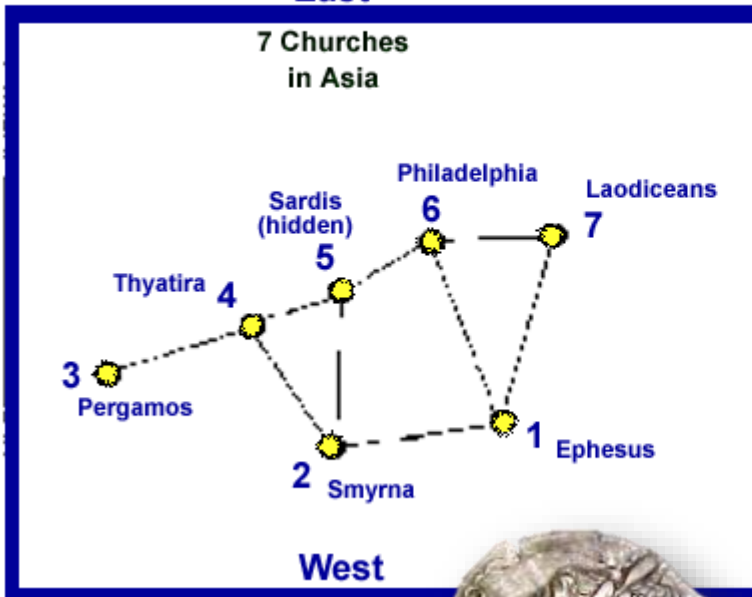 East
7 Churches
in Asia
Philadelphia
6
Laodiceans
7
Sardis
(hidden)
5
Thyatira
4
3
Pergamos
1
Ephesus
2
Smyrna
West